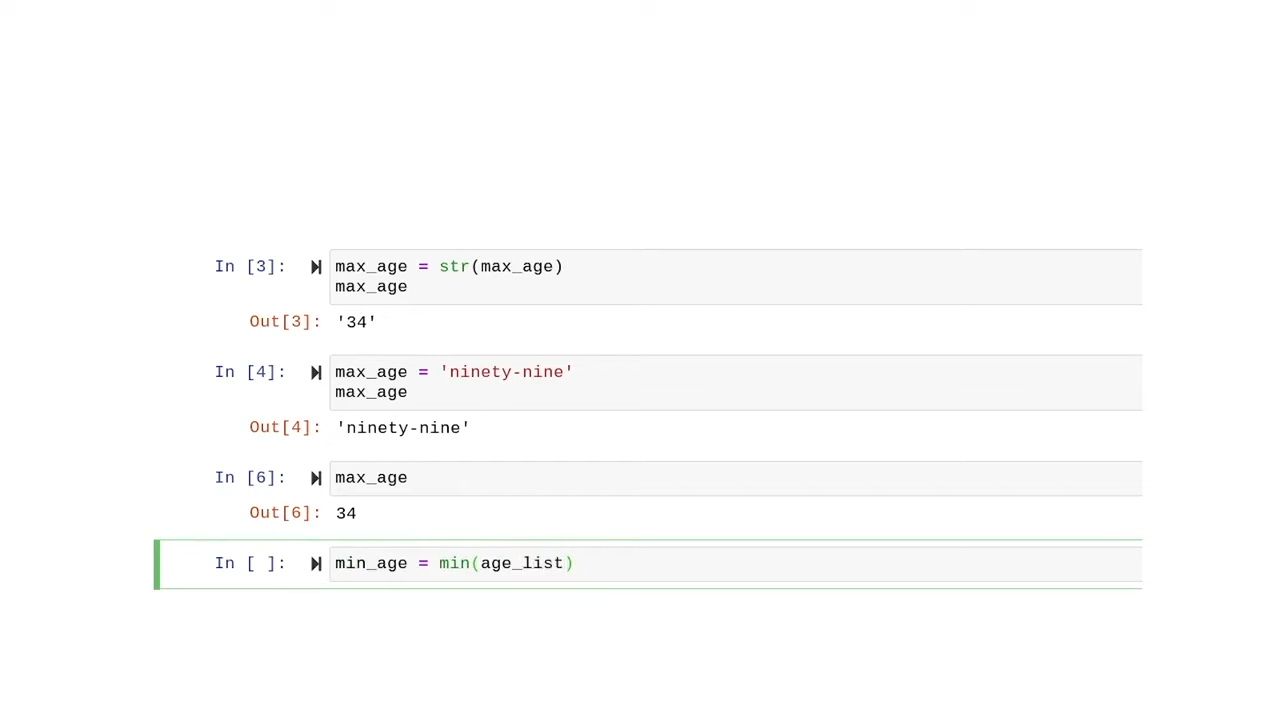 In [3]: max_age = str(max_age)
max_age
Out[3]: '34'
In [4]: max_age = 'ninety-nine'
max_age
Out[4]: 'ninety-nine'
In [6]: max_age
Out[6]: 34
In [ ]: min_age = min(age_list)